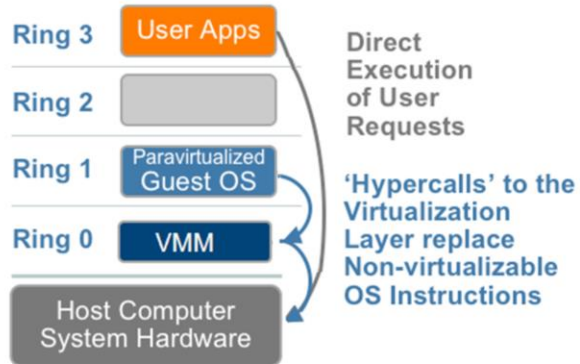 Ring 3
User Apps
Ring 2
Ring 1
Paravirtualized
Guest OS
Ring 0
VMM
Host Computer
System Hardware
Direct
Execution
of User
Requests
‘Hypercalls’ to the
Virtualization
Layer replace
Non-virtualizable
OS Instructions